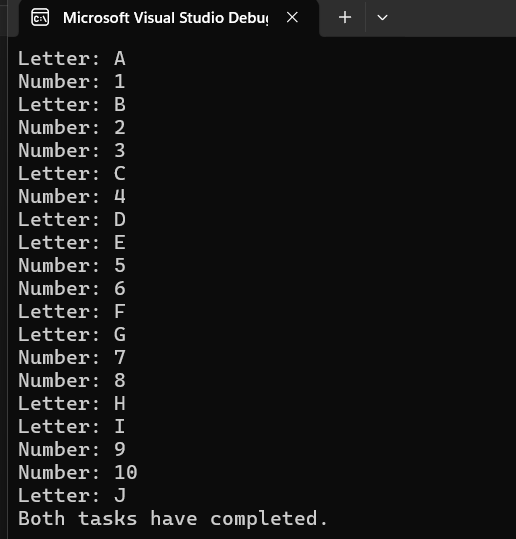 Microsoft Visual Studio Debu
Letter: A
Number: 1
Letter: B
Number: 2
Number: 3
Letter: C
Number: 4
Letter: D
Letter: E
Number: 5
Number: 6
Letter: F
Letter: G
Number: 7
Number: 8
Letter: H
Letter: I
Number: 9
Number: 10
Letter: J
Both tasks have completed.